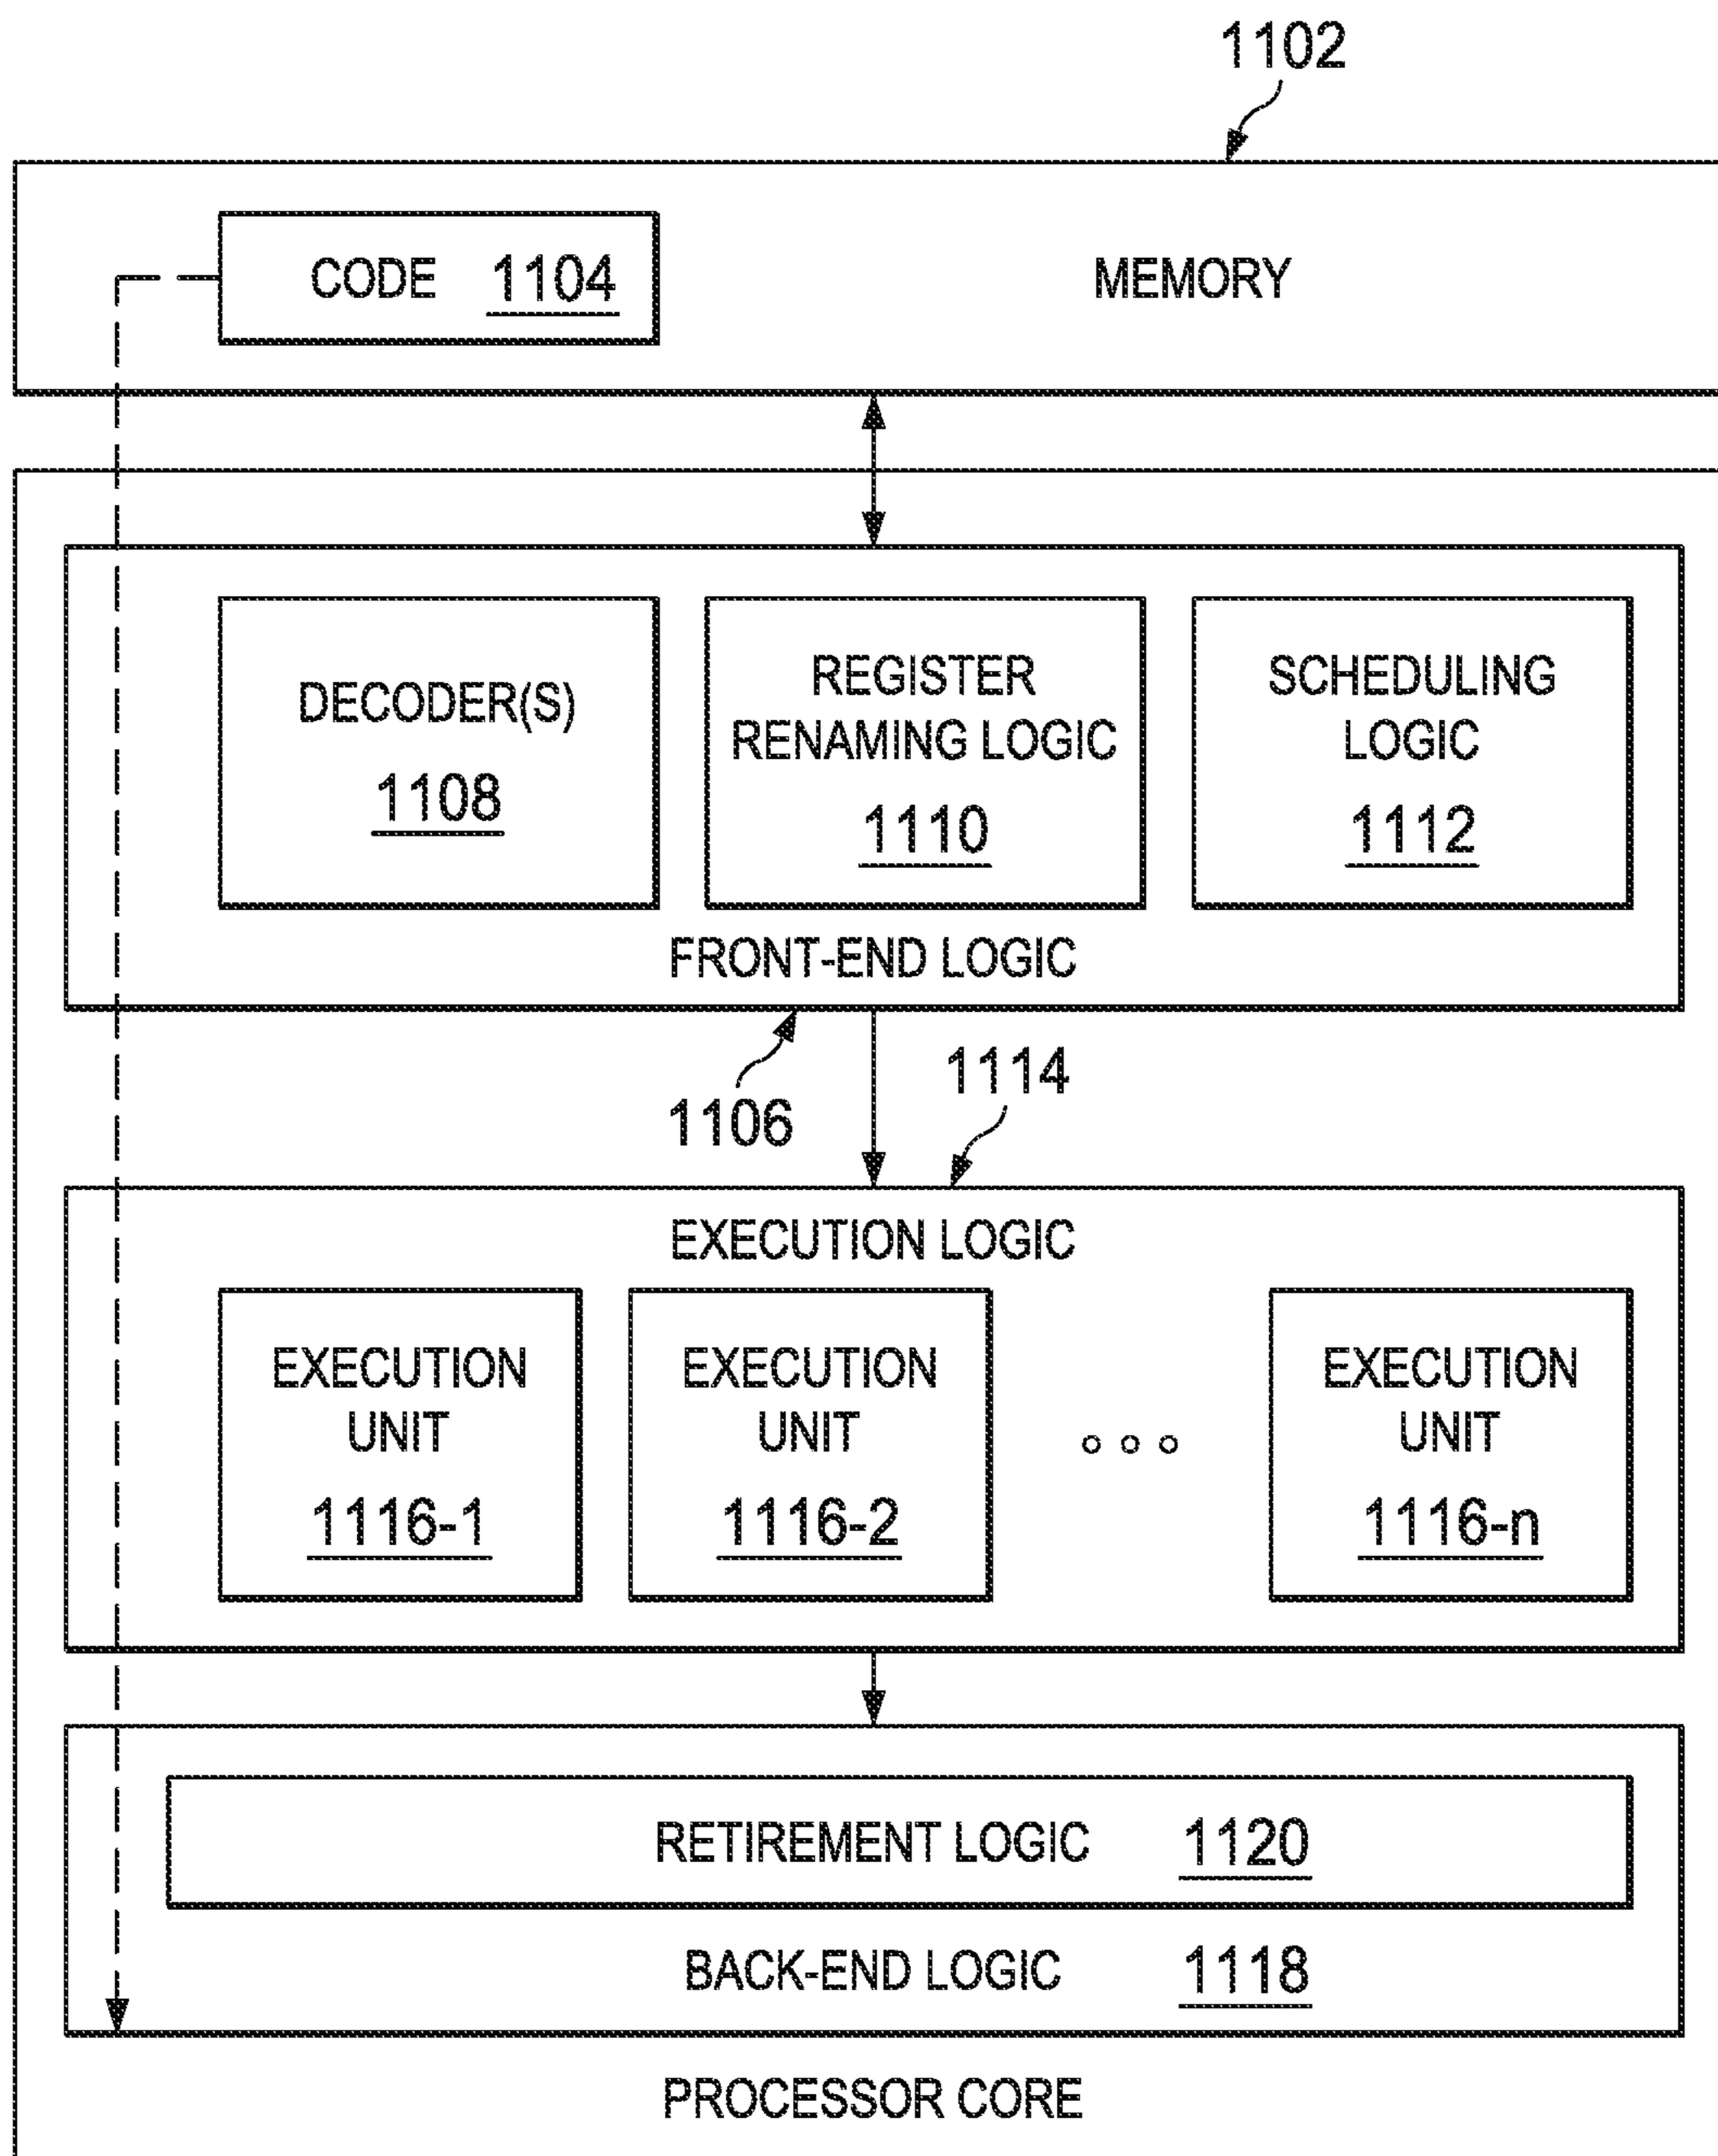 1102
CODE 1104
MEMORY
DECODER(S)
1108
REGISTER
RENAMING LOGIC
1110
SCHEDULING
LOGIC
1112
FRONT-END LOGIC
1106
1114
EXECUTION LOGIC
EXECUTION
UNIT
1116-1
EXECUTION
UNIT
1116-2
EXECUTION
UNIT
1116-n
RETIREMENT LOGIC 1120
BACK-END LOGIC 1118
PROCESSOR CORE